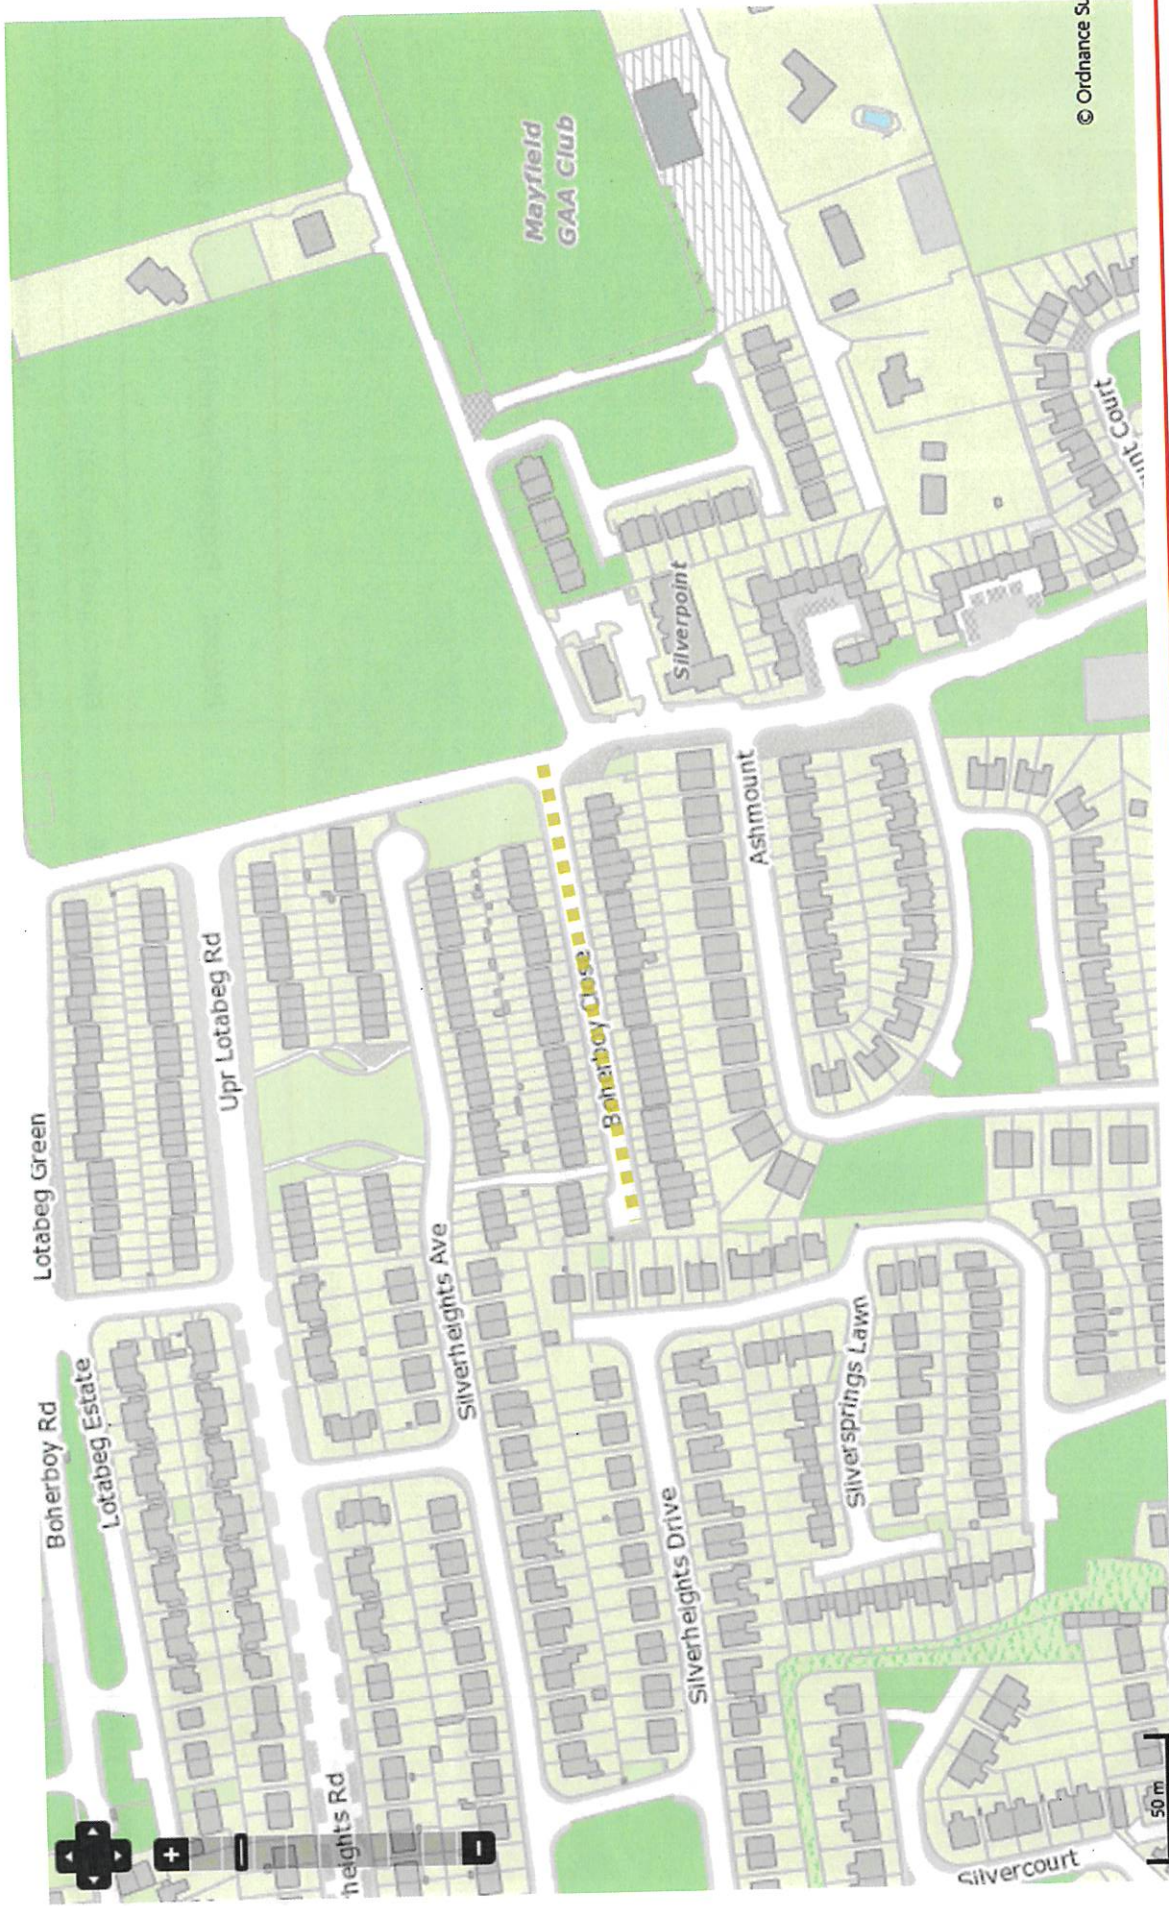 Boherboy Rd
Lotabeg Estate
Lotabeg Green
Upr Lotabeg Rd
heights Rd
Silverheights Ave
Silverheights Drive
Silversprings Lawn
Silvercourt
Boherboy Close
Ashmount
Silverpoint
Mayfield
GAA Club
unt Court
© Ordnance Su
50 m
+
-